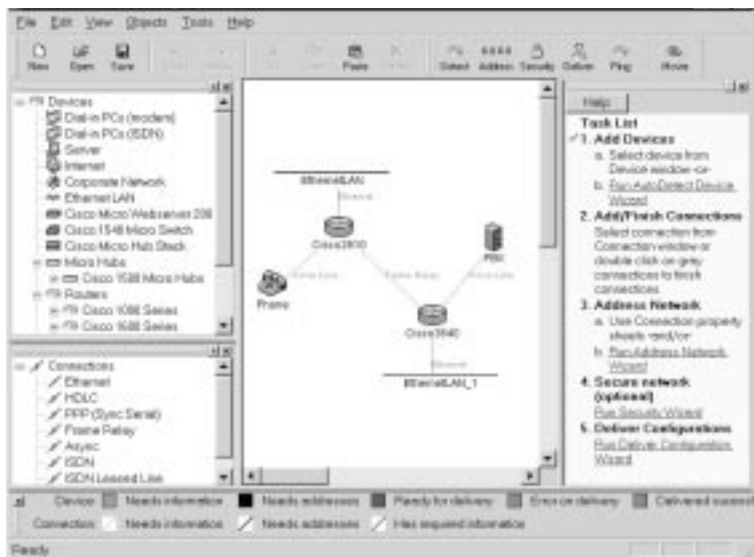 File Edit View Objects Tools Help
New Open Save Paste Detect Address Security Deliver Ping Move
Devices
Dial-in PCs (modem)
Dial-in PCs (ISDN)
Server
Internet
Corporate Network
Ethernet LAN
Cisco Micro Webserver 200
Cisco 1548 Micro Switch
Cisco Micro Hub Stack
Micro Hubs
Cisco 1500 Micro Hubs
Routers
Cisco 1000 Series
Cisco 1600 Series
Connections
Ethernet
HDLC
PPP (Sync Serial)
Frame Relay
Async
ISDN
ISDN Leased Line
EthernetLAN
Ethernet
Phone
PBX
Voice Line
Frame Relay
Voice Line
Cisco3640
Ethernet
EthernetLAN_1
Help
Task List
1. Add Devices
a. Select device from
Device window -or-
b. Run AutoDetect Device
Wizard
2. Add/Finish Connections
Select connection from
Connection window or
double click on grey
connections to finish
connections.
3. Address Network
a. Use Connection property
sheets -and/or-
b. Run Address Network
Wizard
4. Secure network
(optional)
Run Security Wizard
5. Deliver Configurations
Run Deliver Configuration
Wizard
Device: Needs information Needs addresses Ready for delivery Error on delivery Delivered
Connection: Needs information Needs addresses Has required information
Ready